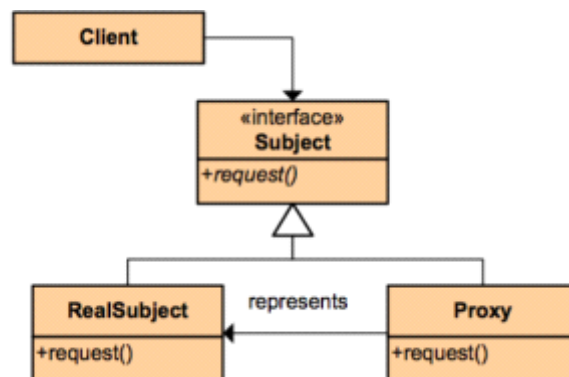 Client
«interface»
Subject
+request()
RealSubject
+request()
represents
Proxy
+request()